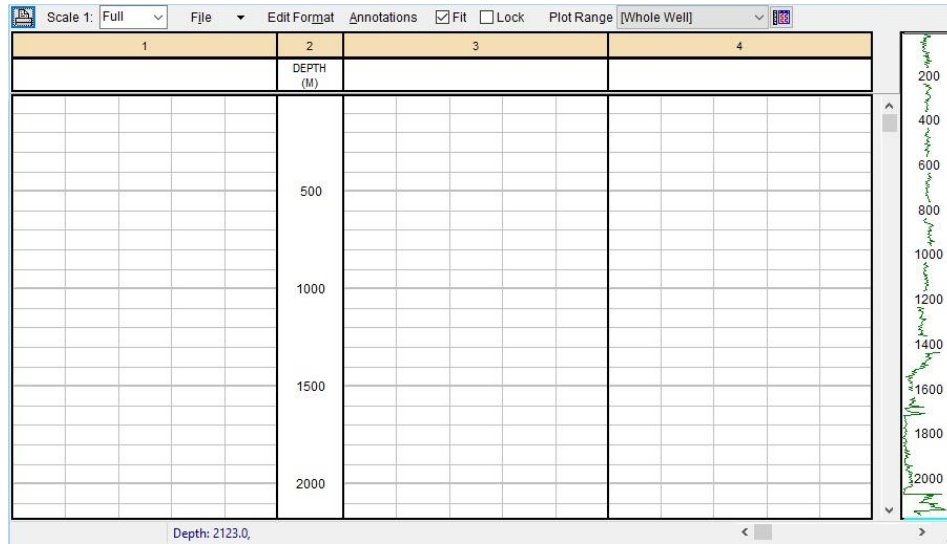 Scale 1: Full File Edit Format Annotations Fit Lock Plot Range [Whole Well]
1 2 3 4
DEPTH
(M)
500
1000
1500
2000
200
400
600
800
1000
1200
1400
1600
1800
2000
Depth: 2123.0,